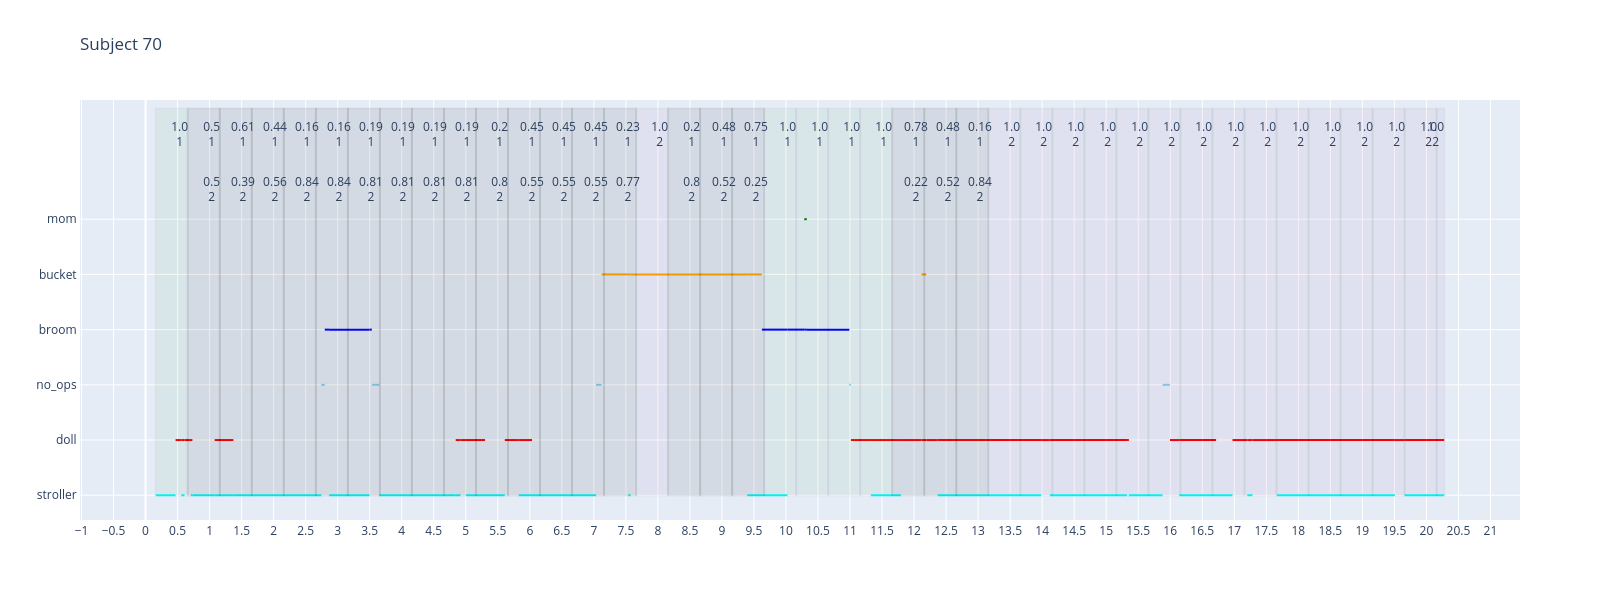 Subject 70
1.0 0.5 0.61 0.44 0.16 0.16 0.19 0.19 0.19 0.19 0.2 0.45 0.45 0.45 0.23 1.0 0.2 0.48 0.75 1.0 1.0 1.0 1.0 0.78 0.48 0.16 1.0 1.0 1.0 1.0 1.0 1.0 1.0 1.0 1.0 1.0 1.0 1.0 1.0 1.0 1.0
1 1 1 1 1 1 1 1 1 1 1 1 1 1 1 2 1 1 1 1 1 1 1 1 1 1 2 2 2 2 2 2 2 2 2 2 2 2 2 2 2
0.5 0.39 0.56 0.84 0.84 0.81 0.81 0.81 0.81 0.8 0.55 0.55 0.55 0.77 0.8 0.52 0.25 0.22 0.52 0.84
2 2 2 2 2 2 2 2 2 2 2 2 2 2 2 2 2 2 2 2
mom
bucket
broom
no_ops
doll
stroller
−1 −0.5 0 0.5 1 1.5 2 2.5 3 3.5 4 4.5 5 5.5 6 6.5 7 7.5 8 8.5 9 9.5 10 10.5 11 11.5 12 12.5 13 13.5 14 14.5 15 15.5 16 16.5 17 17.5 18 18.5 19 19.5 20 20.5 21